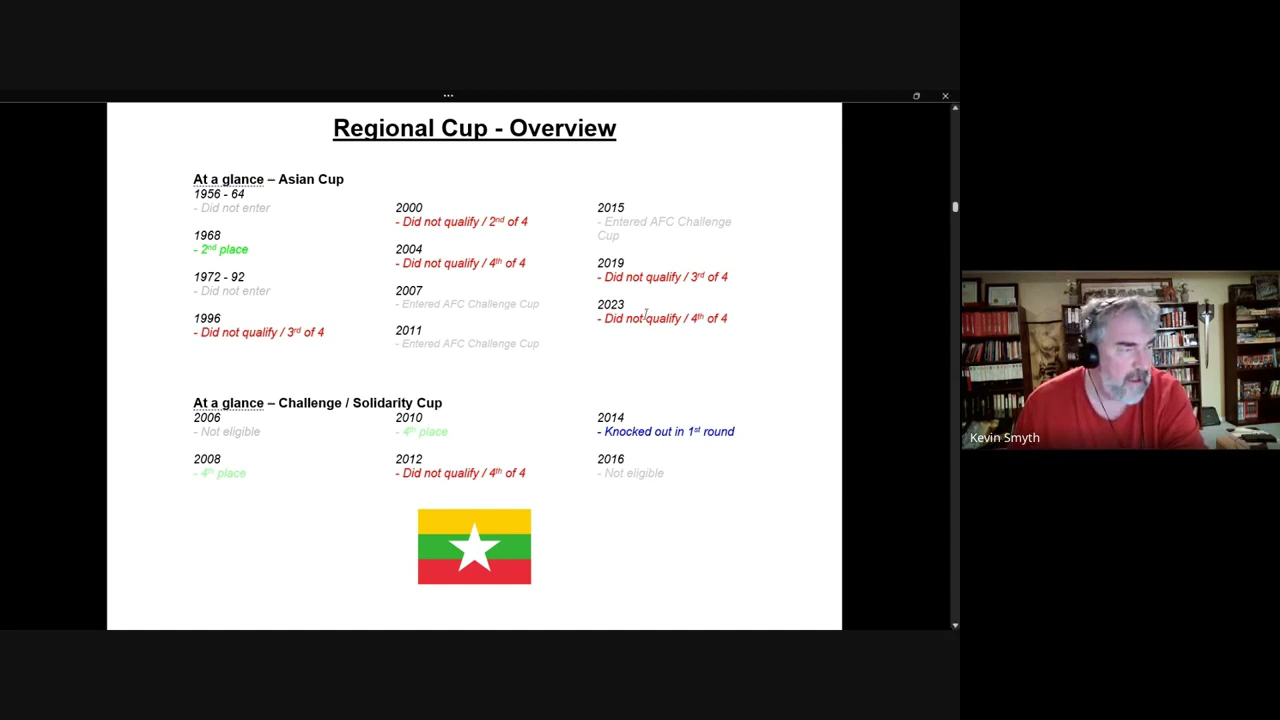 Regional Cup - Overview
At a glance – Asian Cup
1956 - 64
- Did not enter
1968
- 2nd place
1972 - 92
- Did not enter
1996
- Did not qualify / 3rd of 4
2000
- Did not qualify / 2nd of 4
2004
- Did not qualify / 4th of 4
2007
- Entered AFC Challenge Cup
2011
- Entered AFC Challenge Cup
2015
- Entered AFC Challenge
Cup
2019
- Did not qualify / 3rd of 4
2023
- Did not qualify / 4th of 4
At a glance – Challenge / Solidarity Cup
2006
- Not eligible
2008
- 4th place
2010
- 4th place
2012
- Did not qualify / 4th of 4
2014
- Knocked out in 1st round
2016
- Not eligible
Kevin Smyth